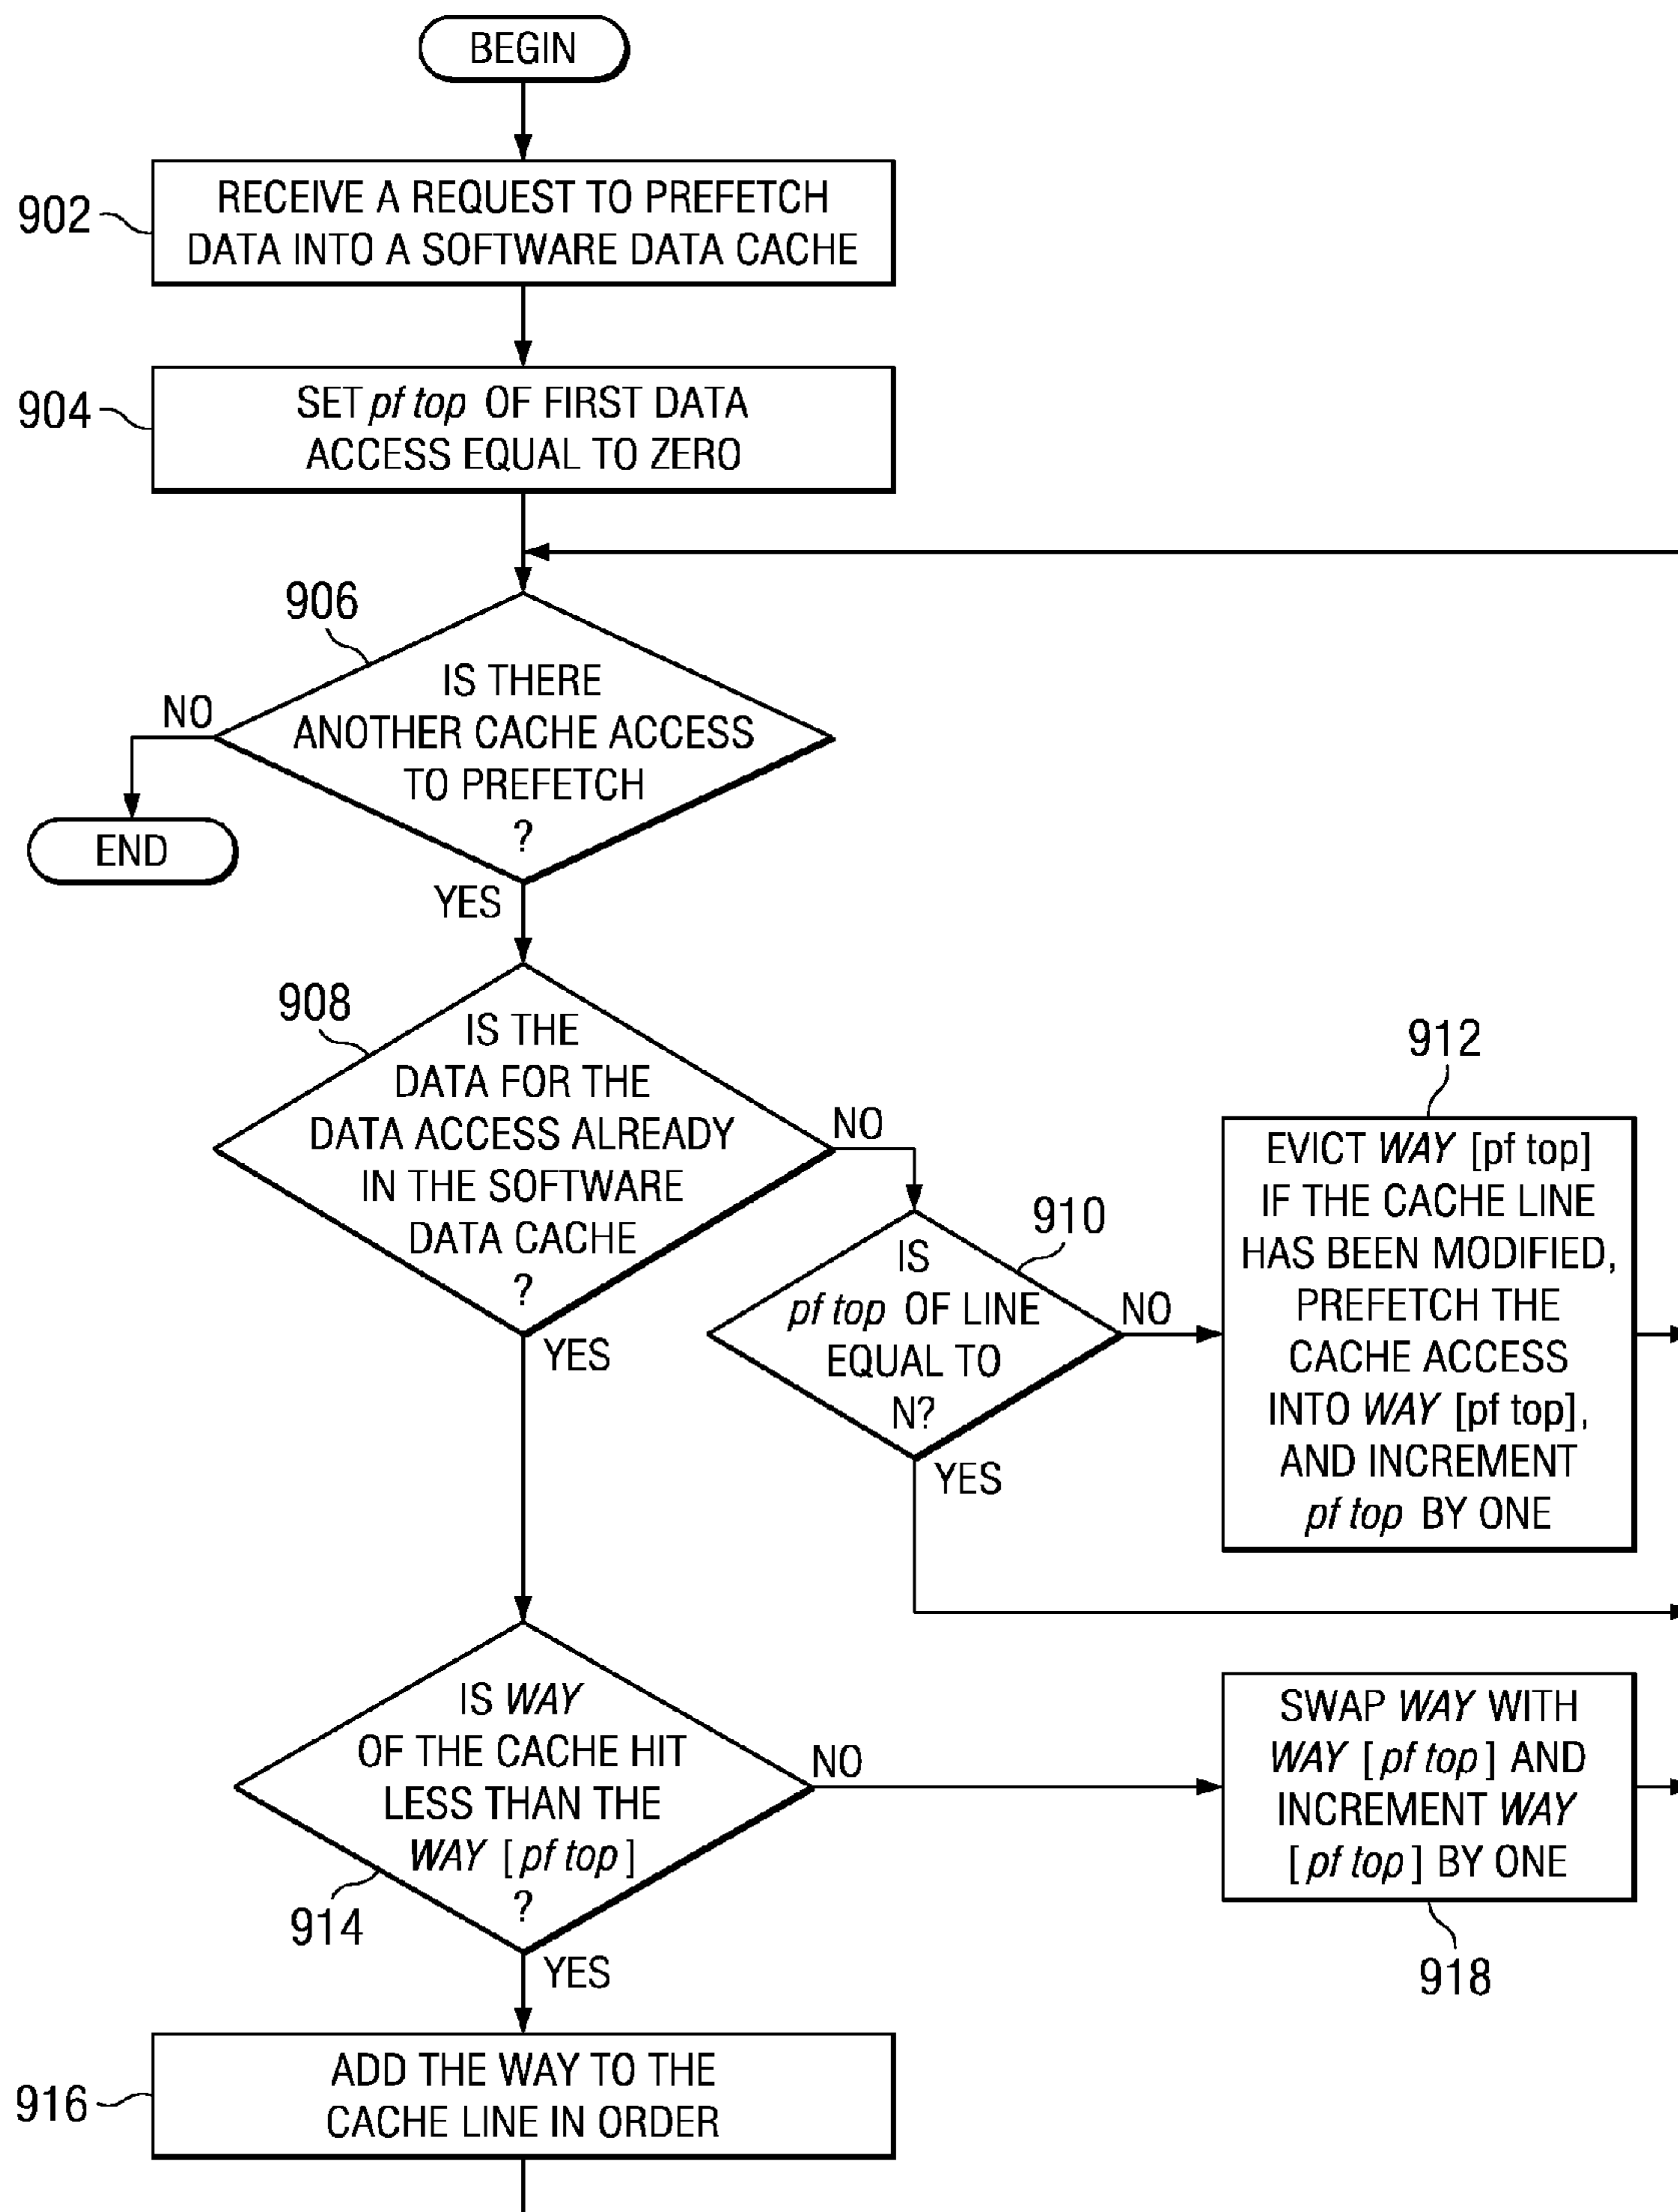 BEGIN
902
RECEIVE A REQUEST TO PREFETCH
DATA INTO A SOFTWARE DATA CACHE
904
SET pf top OF FIRST DATA
ACCESS EQUAL TO ZERO
906
IS THERE
ANOTHER CACHE ACCESS
TO PREFETCH
?
NO
END
YES
908
IS THE
DATA FOR THE
DATA ACCESS ALREADY
IN THE SOFTWARE
DATA CACHE
?
NO
YES
910
IS
pf top OF LINE
EQUAL TO
N?
NO
YES
912
EVICT WAY [pf top]
IF THE CACHE LINE
HAS BEEN MODIFIED,
PREFETCH THE
CACHE ACCESS
INTO WAY [pf top],
AND INCREMENT
pf top BY ONE
914
IS WAY
OF THE CACHE HIT
LESS THAN THE
WAY [pf top]
?
NO
YES
SWAP WAY WITH
WAY [pf top] AND
INCREMENT WAY
[pf top] BY ONE
918
916
ADD THE WAY TO THE
CACHE LINE IN ORDER